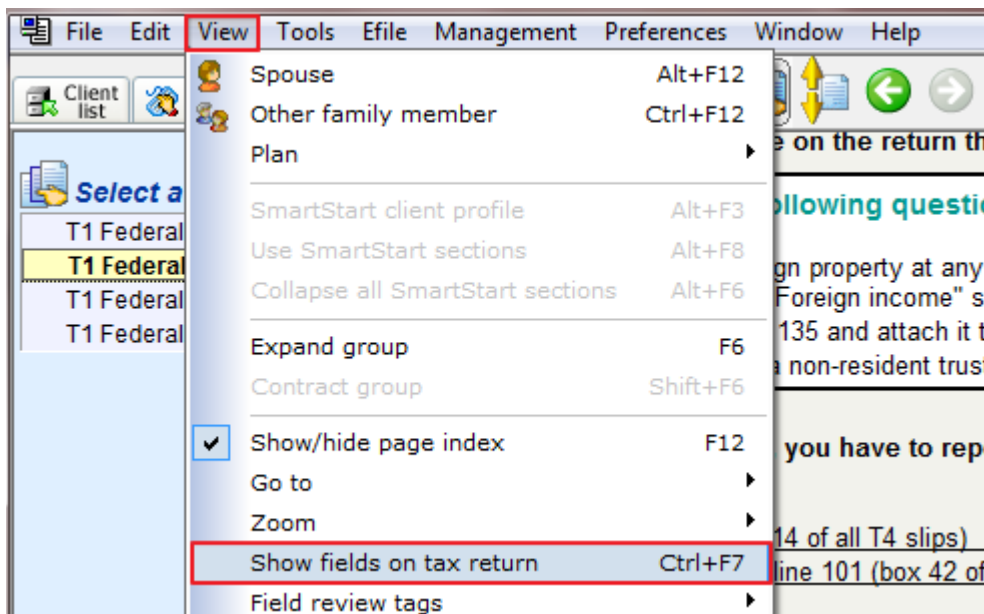 File Edit View Tools Efile Management Preferences Window Help
Client list
Spouse Alt+F12
Other family member Ctrl+F12
Plan
SmartStart client profile Alt+F3
Use SmartStart sections Alt+F8
Collapse all SmartStart sections Alt+F6
Expand group F6
Contract group Shift+F6
Show/hide page index F12
Go to
Zoom
Show fields on tax return Ctrl+F7
Field review tags
Select a
T1 Federal
T1 Federal
T1 Federal
T1 Federal
e on the return th
ollowing questi
gn property at any
Foreign income" s
135 and attach it t
a non-resident trus
you have to rep
14 of all T4 slips)
line 101 (box 42 of